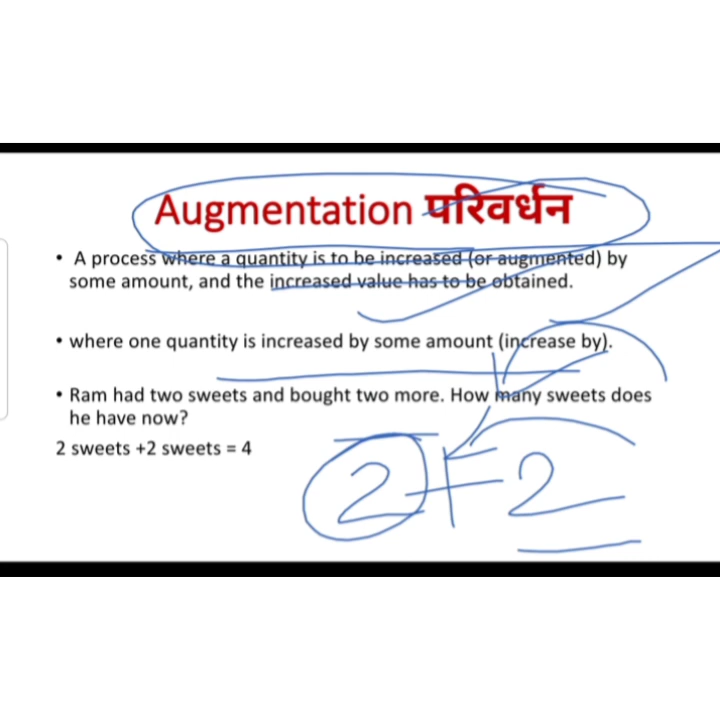 Augmentation परिवर्धन
• A process where a quantity is to be increased (or augmented) by
some amount, and the increased value has to be obtained.
• where one quantity is increased by some amount (increase by).
• Ram had two sweets and bought two more. How many sweets does
he have now?
2 sweets +2 sweets = 4
2+2